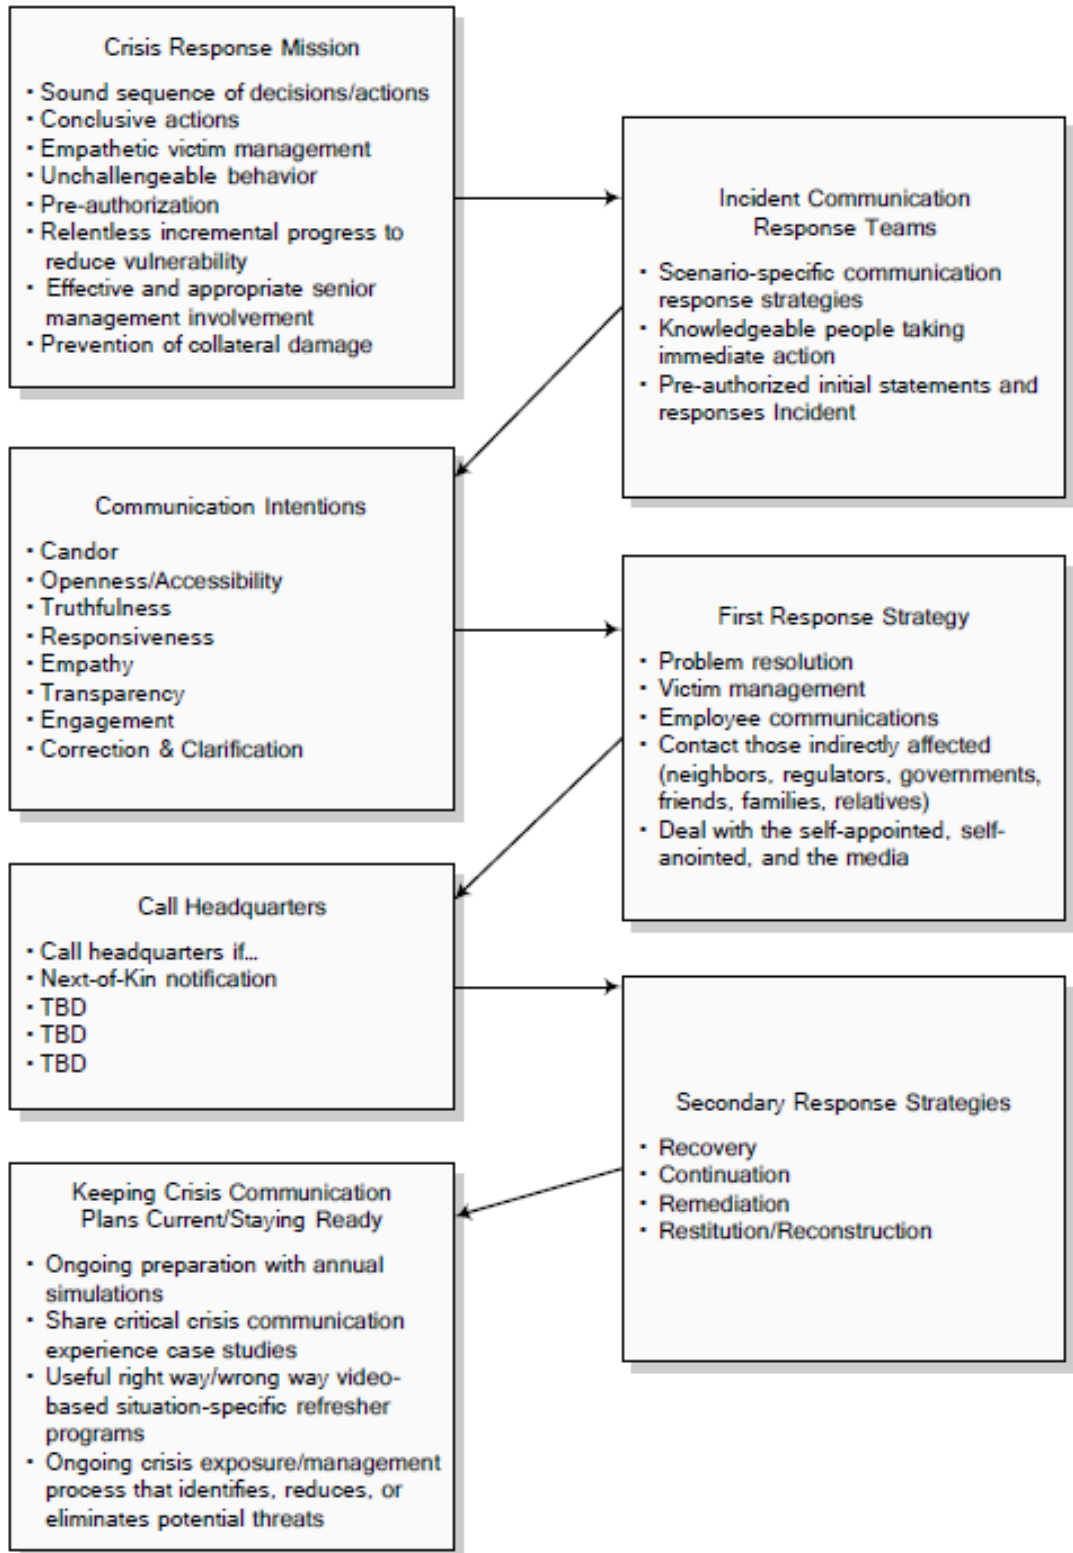 Crisis Response Mission
· Sound sequence of decisions/actions
· Conclusive actions
· Empathetic victim management
· Unchallengeable behavior
· Pre-authorization
· Relentless incremental progress to
reduce vulnerability
· Effective and appropriate senior
management involvement
· Prevention of collateral damage
Incident Communication
Response Teams
· Scenario-specific communication
response strategies
· Knowledgeable people taking
immediate action
· Pre-authorized initial statements and
responses Incident
Communication Intentions
· Candor
· Openness/Accessibility
· Truthfulness
· Responsiveness
· Empathy
· Transparency
· Engagement
· Correction & Clarification
First Response Strategy
· Problem resolution
· Victim management
· Employee communications
· Contact those indirectly affected
(neighbors, regulators, governments,
friends, families, relatives)
· Deal with the self-appointed, self-
anointed, and the media
Call Headquarters
· Call headquarters if...
· Next-of-Kin notification
· TBD
· TBD
· TBD
Secondary Response Strategies
· Recovery
· Continuation
· Remediation
· Restitution/Reconstruction
Keeping Crisis Communication
Plans Current/Staying Ready
· Ongoing preparation with annual
simulations
· Share critical crisis communication
experience case studies
· Useful right way/wrong way video-
based situation-specific refresher
programs
· Ongoing crisis exposure/management
process that identifies, reduces, or
eliminates potential threats